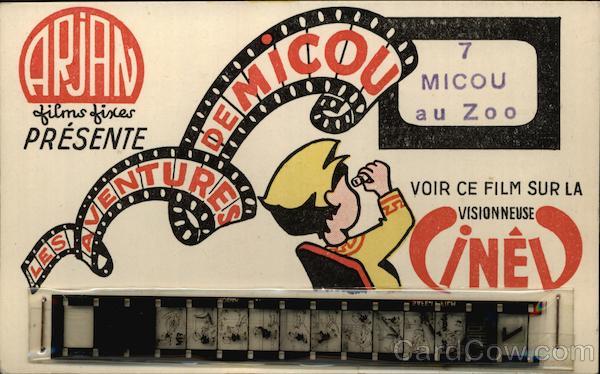 ARJAN
films fixes
PRÉSENTE
LES AVENTURES DE MICOU
7
MICOU
au Zoo
VOIR CE FILM SUR LA
VISIONNEUSE
CINÊV
CardCow.com